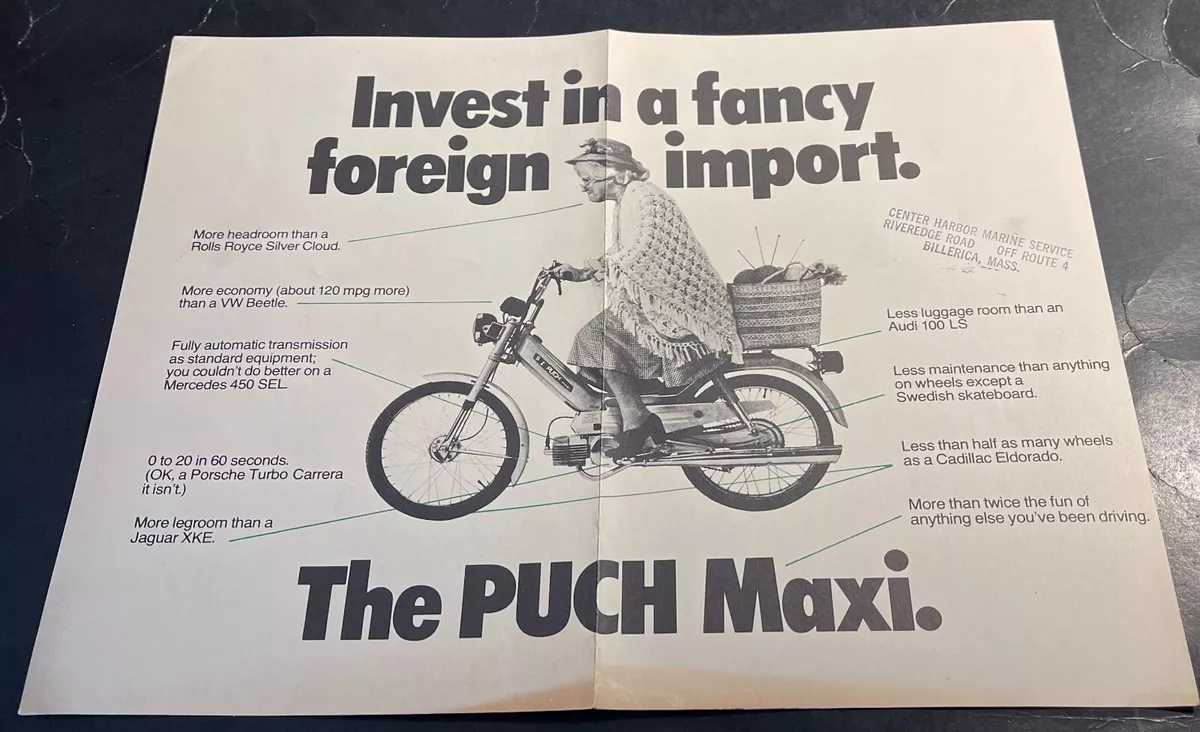 Invest in a fancy
foreign import.
CENTER HARBOR MARINE SERVICE
RIVEREDGE ROAD OFF ROUTE 4
BILLERICA, MASS.
More headroom than a
Rolls Royce Silver Cloud.
More economy (about 120 mpg more)
than a VW Beetle.
Fully automatic transmission
as standard equipment;
you couldn't do better on a
Mercedes 450 SEL.
0 to 20 in 60 seconds.
(OK, a Porsche Turbo Carrera
it isn't.)
More legroom than a
Jaguar XKE.
PUCH
Less luggage room than an
Audi 100 LS
Less maintenance than anything
on wheels except a
Swedish skateboard.
Less than half as many wheels
as a Cadillac Eldorado.
More than twice the fun of
anything else you've been driving.
The PUCH Maxi.